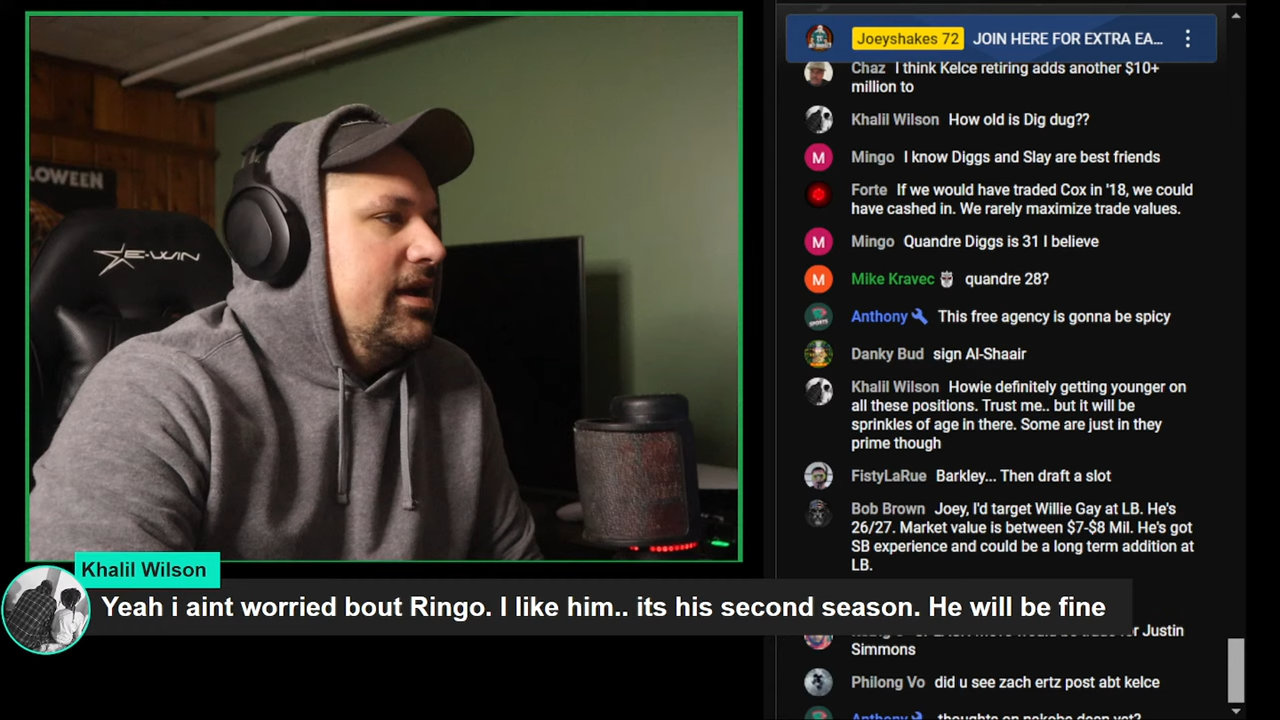 LOWEEN
E-WIN
Joeyshakes 72 JOIN HERE FOR EXTRA EA...
Chaz I think Kelce retiring adds another $10+
million to
Khalil Wilson How old is Dig dug??
M Mingo I know Diggs and Slay are best friends
Forte If we would have traded Cox in '18, we could
have cashed in. We rarely maximize trade values.
M Mingo Quandre Diggs is 31 I believe
M Mike Kravec quandre 28?
Anthony This free agency is gonna be spicy
Danky Bud sign Al-Shaair
Khalil Wilson Howie definitely getting younger on
all these positions. Trust me.. but it will be
sprinkles of age in there. Some are just in they
prime though
FistyLaRue Barkley... Then draft a slot
Bob Brown Joey, I'd target Willie Gay at LB. He's
26/27. Market value is between $7-$8 Mil. He's got
SB experience and could be a long term addition at
LB.
Justin
Simmons
Philong Vo did u see zach ertz post abt kelce
Anthony thoughts on nakobe dean yet?
Khalil Wilson
Yeah i aint worried bout Ringo. I like him.. its his second season. He will be fine